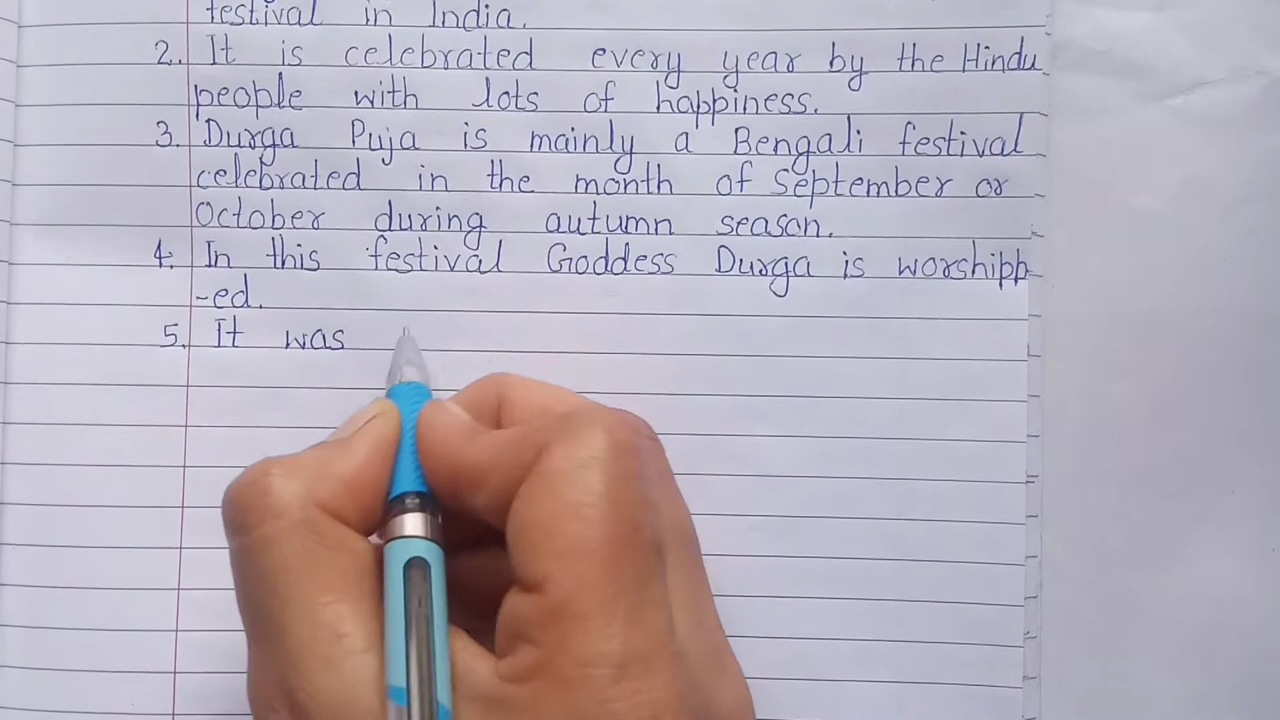 festival in India.
2. It is celebrated every year by the Hindu
people with lots of happiness.
3. Durga Puja is mainly a Bengali festival
celebrated in the month of September or
October during autumn season.
4. In this festival Goddess Durga is worshipp
-ed.
5. It was